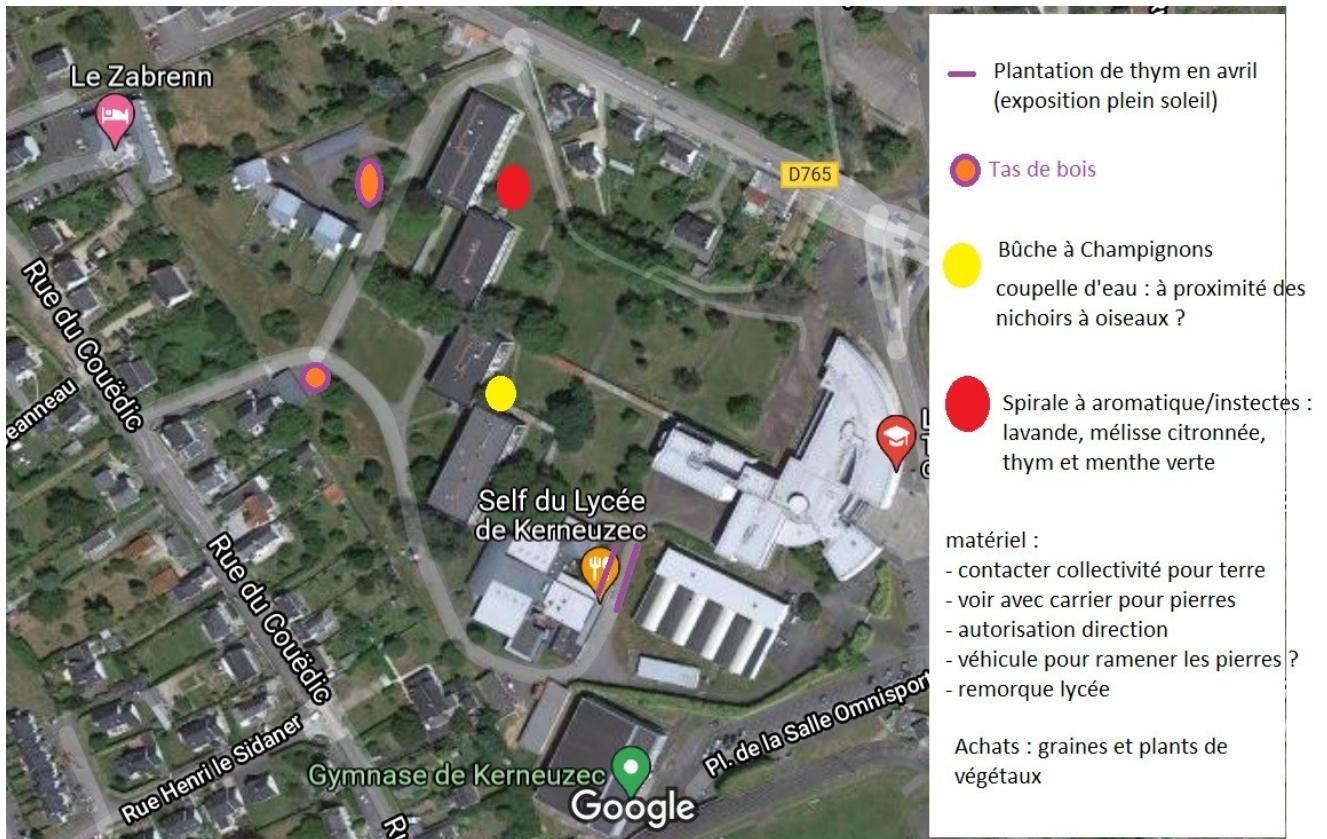 Le Zabrenn
D765
Rue du Couëdic
eanneau
Self du Lycée
de Kerneuzec
Rue du Couëdic
Rue Henri le Sidaner
Gymnase de Kerneuzec
Pl. de la Salle Omnisport
Google
Plantation de thym en avril
(exposition plein soleil)
Tas de bois
Bûche à Champignons
coupelle d'eau : à proximité des
nichoirs à oiseaux ?
Spirale à aromatique/instectes :
lavande, mélisse citronnée,
thym et menthe verte
matériel :
- contacter collectivité pour terre
- voir avec carrier pour pierres
- autorisation direction
- véhicule pour ramener les pierres ?
- remorque lycée
Achats : graines et plants de
végétaux